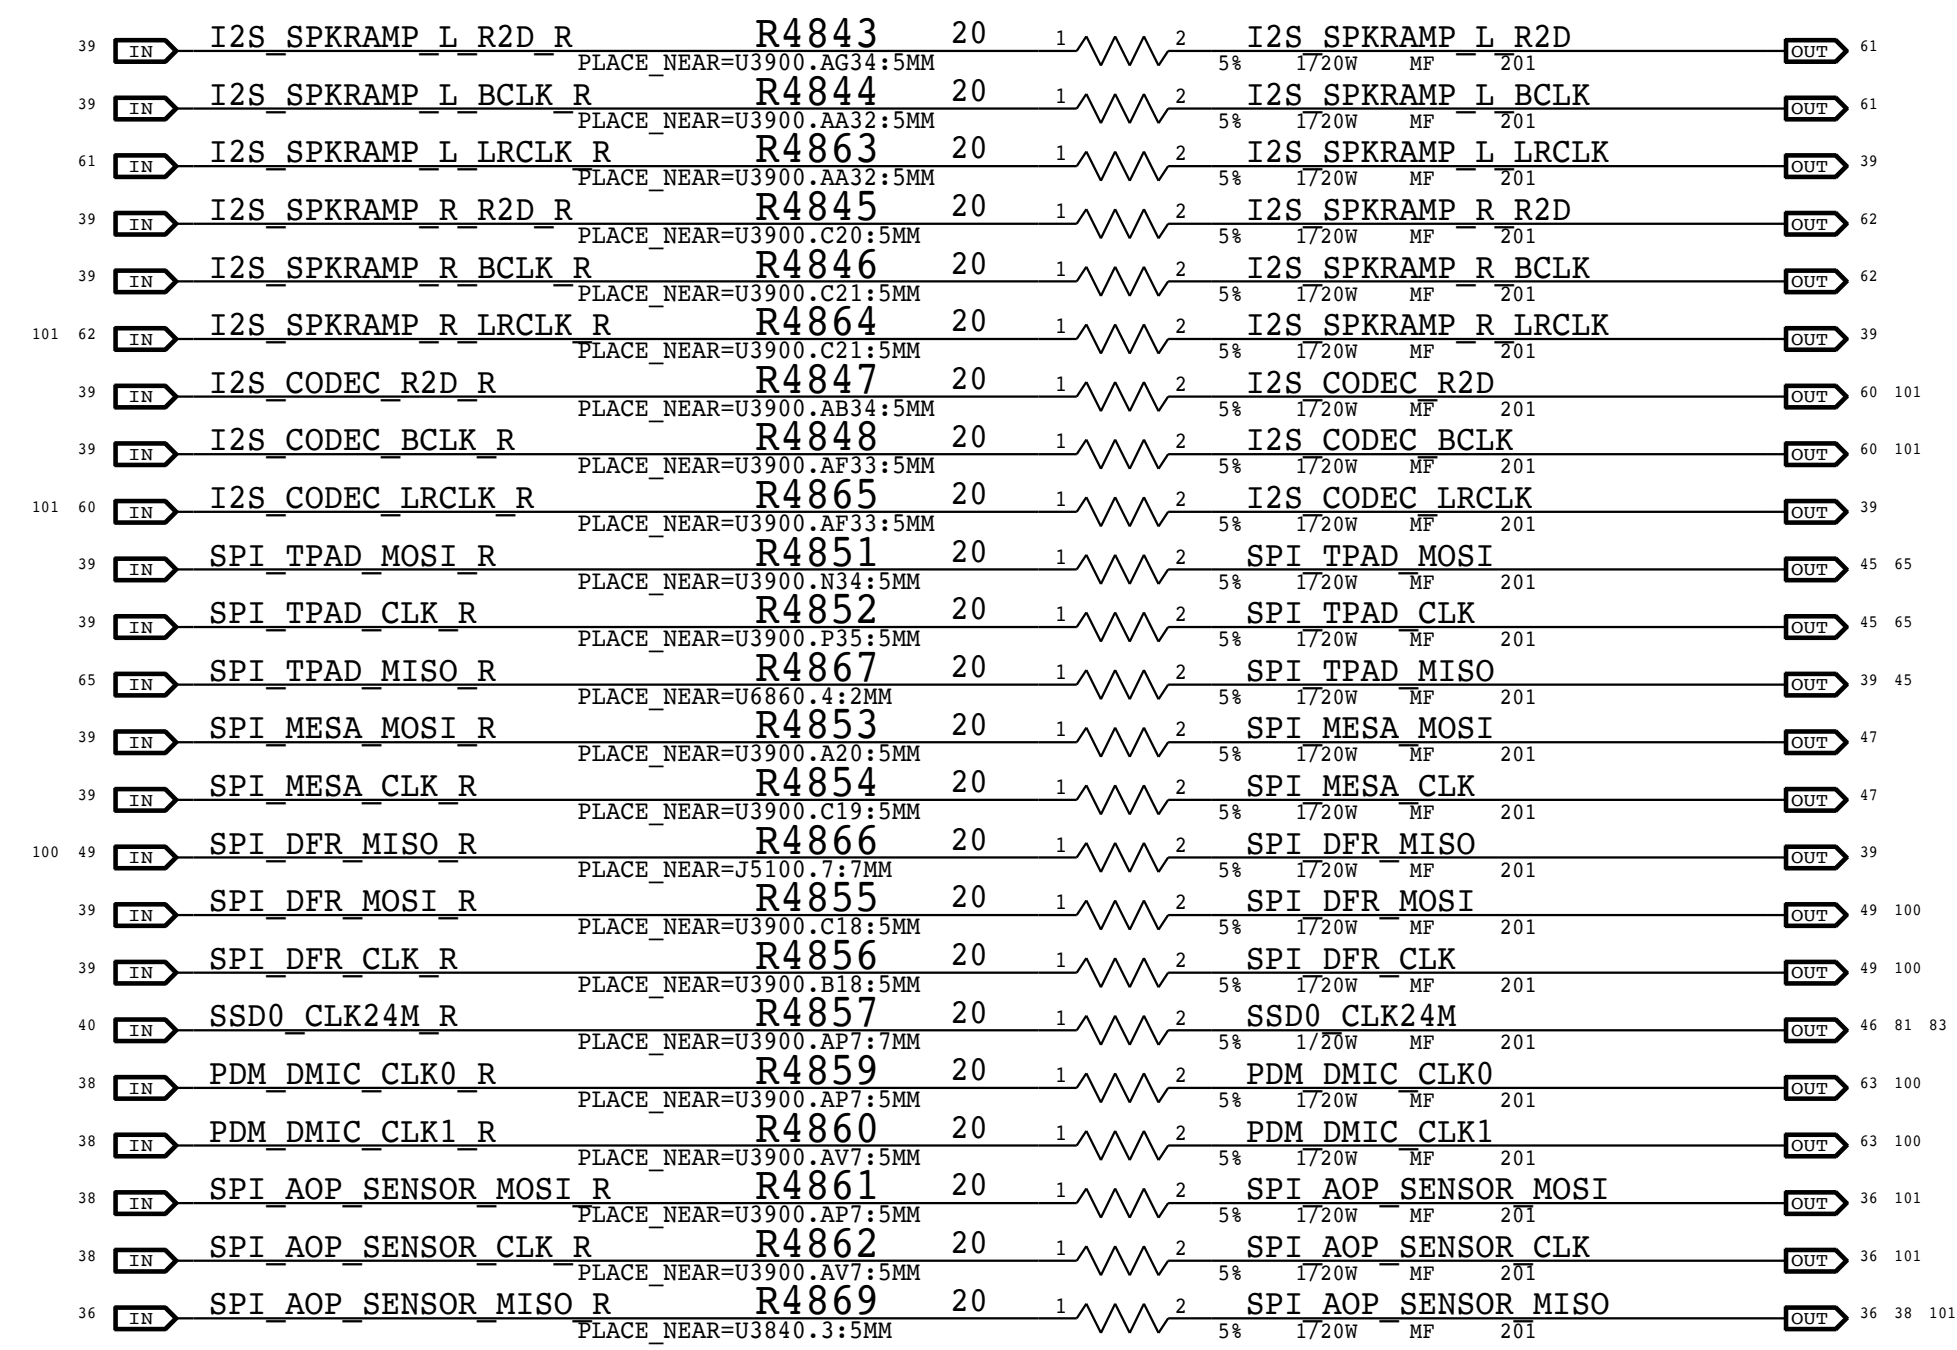 39 IN I2S_SPKRAMP_L_R2D_R R4843 20 1 2 I2S_SPKRAMP_L_R2D OUT 61
PLACE_NEAR=U3900.AG34:5MM 5% 1/20W MF 201
39 IN I2S_SPKRAMP_L_BCLK_R R4844 20 1 2 I2S_SPKRAMP_L_BCLK OUT 61
PLACE_NEAR=U3900.AA32:5MM 5% 1/20W MF 201
61 IN I2S_SPKRAMP_L_LRCLK_R R4863 20 1 2 I2S_SPKRAMP_L_LRCLK OUT 39
PLACE_NEAR=U3900.AA32:5MM 5% 1/20W MF 201
39 IN I2S_SPKRAMP_R_R2D_R R4845 20 1 2 I2S_SPKRAMP_R_R2D OUT 62
PLACE_NEAR=U3900.C20:5MM 5% 1/20W MF 201
39 IN I2S_SPKRAMP_R_BCLK_R R4846 20 1 2 I2S_SPKRAMP_R_BCLK OUT 62
PLACE_NEAR=U3900.C21:5MM 5% 1/20W MF 201
101 62 IN I2S_SPKRAMP_R_LRCLK_R R4864 20 1 2 I2S_SPKRAMP_R_LRCLK OUT 39
PLACE_NEAR=U3900.C21:5MM 5% 1/20W MF 201
39 IN I2S_CODEC_R2D_R R4847 20 1 2 I2S_CODEC_R2D OUT 60 101
PLACE_NEAR=U3900.AB34:5MM 5% 1/20W MF 201
39 IN I2S_CODEC_BCLK_R R4848 20 1 2 I2S_CODEC_BCLK OUT 60 101
PLACE_NEAR=U3900.AF33:5MM 5% 1/20W MF 201
101 60 IN I2S_CODEC_LRCLK_R R4865 20 1 2 I2S_CODEC_LRCLK OUT 39
PLACE_NEAR=U3900.AF33:5MM 5% 1/20W MF 201
39 IN SPI_TPAD_MOSI_R R4851 20 1 2 SPI_TPAD_MOSI OUT 45 65
PLACE_NEAR=U3900.N34:5MM 5% 1/20W MF 201
39 IN SPI_TPAD_CLK_R R4852 20 1 2 SPI_TPAD_CLK OUT 45 65
PLACE_NEAR=U3900.P35:5MM 5% 1/20W MF 201
65 IN SPI_TPAD_MISO_R R4867 20 1 2 SPI_TPAD_MISO OUT 39 45
PLACE_NEAR=U6860.4:2MM 5% 1/20W MF 201
39 IN SPI_MESA_MOSI_R R4853 20 1 2 SPI_MESA_MOSI OUT 47
PLACE_NEAR=U3900.A20:5MM 5% 1/20W MF 201
39 IN SPI_MESA_CLK_R R4854 20 1 2 SPI_MESA_CLK OUT 47
PLACE_NEAR=U3900.C19:5MM 5% 1/20W MF 201
100 49 IN SPI_DFR_MISO_R R4866 20 1 2 SPI_DFR_MISO OUT 39
PLACE_NEAR=J5100.7:7MM 5% 1/20W MF 201
39 IN SPI_DFR_MOSI_R R4855 20 1 2 SPI_DFR_MOSI OUT 49 100
PLACE_NEAR=U3900.C18:5MM 5% 1/20W MF 201
39 IN SPI_DFR_CLK_R R4856 20 1 2 SPI_DFR_CLK OUT 49 100
PLACE_NEAR=U3900.B18:5MM 5% 1/20W MF 201
40 IN SSD0_CLK24M_R R4857 20 1 2 SSD0_CLK24M OUT 46 81 83
PLACE_NEAR=U3900.AP7:7MM 5% 1/20W MF 201
38 IN PDM_DMIC_CLK0_R R4859 20 1 2 PDM_DMIC_CLK0 OUT 63 100
PLACE_NEAR=U3900.AP7:5MM 5% 1/20W MF 201
38 IN PDM_DMIC_CLK1_R R4860 20 1 2 PDM_DMIC_CLK1 OUT 63 100
PLACE_NEAR=U3900.AV7:5MM 5% 1/20W MF 201
38 IN SPI_AOP_SENSOR_MOSI_R R4861 20 1 2 SPI_AOP_SENSOR_MOSI OUT 36 101
PLACE_NEAR=U3900.AP7:5MM 5% 1/20W MF 201
38 IN SPI_AOP_SENSOR_CLK_R R4862 20 1 2 SPI_AOP_SENSOR_CLK OUT 36 101
PLACE_NEAR=U3900.AV7:5MM 5% 1/20W MF 201
36 IN SPI_AOP_SENSOR_MISO_R R4869 20 1 2 SPI_AOP_SENSOR_MISO OUT 36 38 101
PLACE_NEAR=U3840.3:5MM 5% 1/20W MF 201